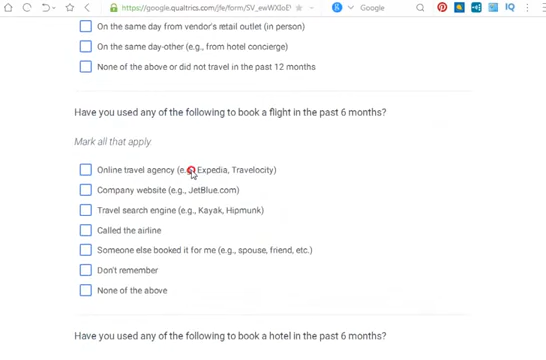 https://google.qualtrics.com/jfe/form/SV_ewWXloEY
Google
IQ
On the same day from vendor's retail outlet (in person)
On the same day-other (e.g., from hotel concierge)
None of the above or did not travel in the past 12 months
Have you used any of the following to book a flight in the past 6 months?
Mark all that apply.
Online travel agency (e. Expedia, Travelocity)
Company website (e.g., JetBlue.com)
Travel search engine (e.g., Kayak, Hipmunk)
Called the airline
Someone else booked it for me (e.g., spouse, friend, etc.)
Don't remember
None of the above
Have you used any of the following to book a hotel in the past 6 months?